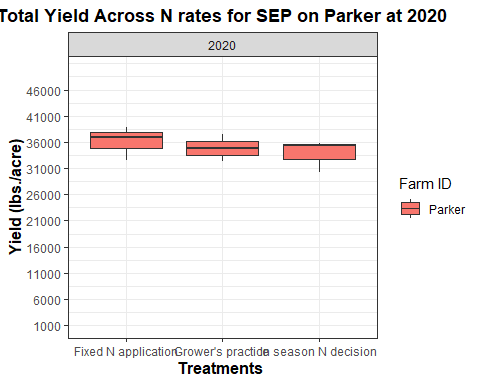 Total Yield Across N rates for SEP on Parker at 2020
2020
Yield (lbs./acre)
46000
41000
36000
31000
26000
21000
16000
11000
6000
1000
Fixed N application Grower's practice In season N decision
Treatments
Farm ID
Parker